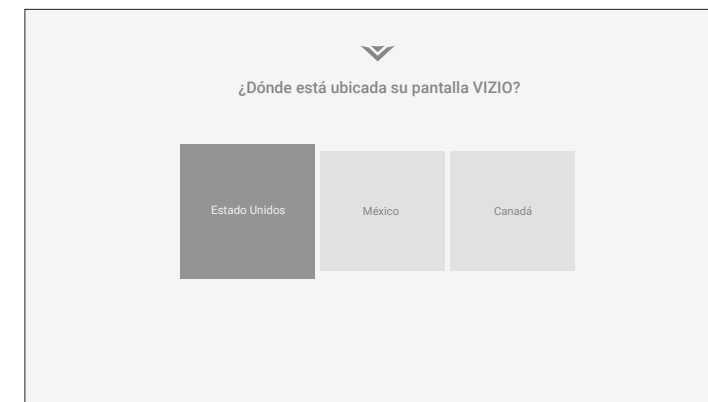 ¿Dónde está ubicada su pantalla VIZIO?
Estado Unidos
México
Canadá